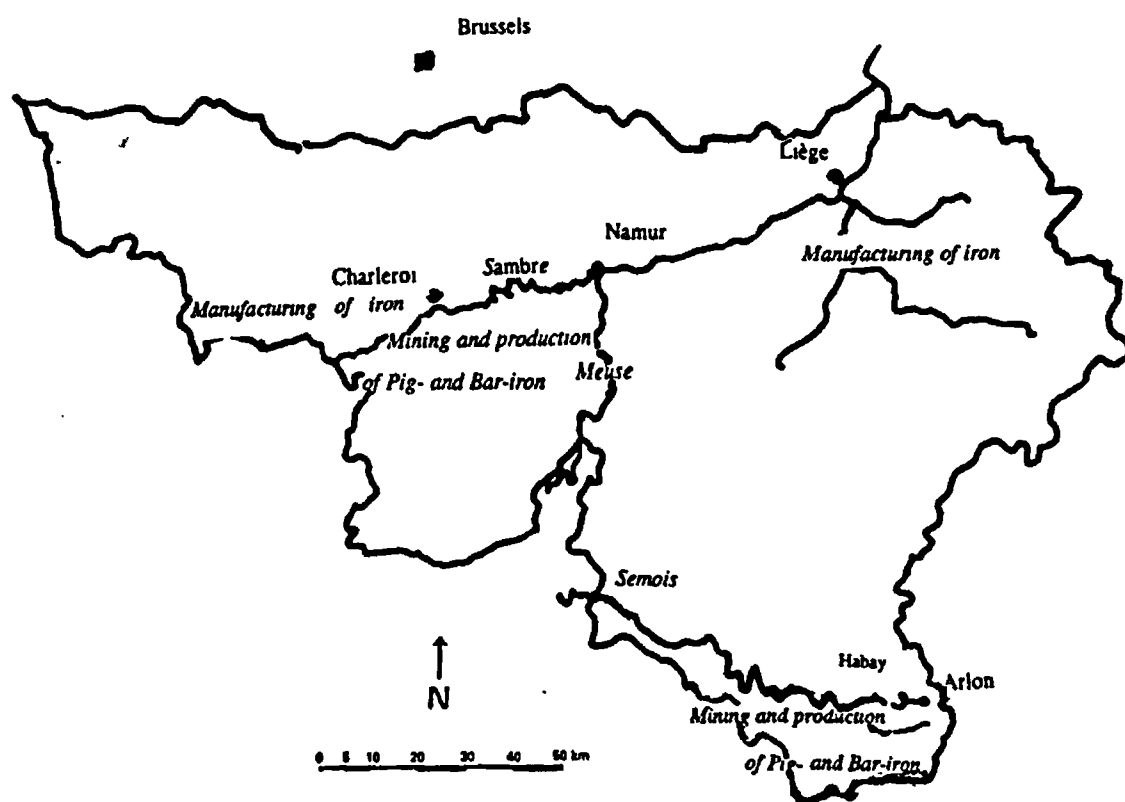 Brussels
Liège
Namur
Manufacturing of iron
Sambre
Charleroi
Manufacturing of iron
Mining and production
of Pig- and Bar-iron
Meuse
Semois
Habay
Arlon
Mining and production
of Pig- and Bar-iron
N
0 5 10 20 30 40 50 km